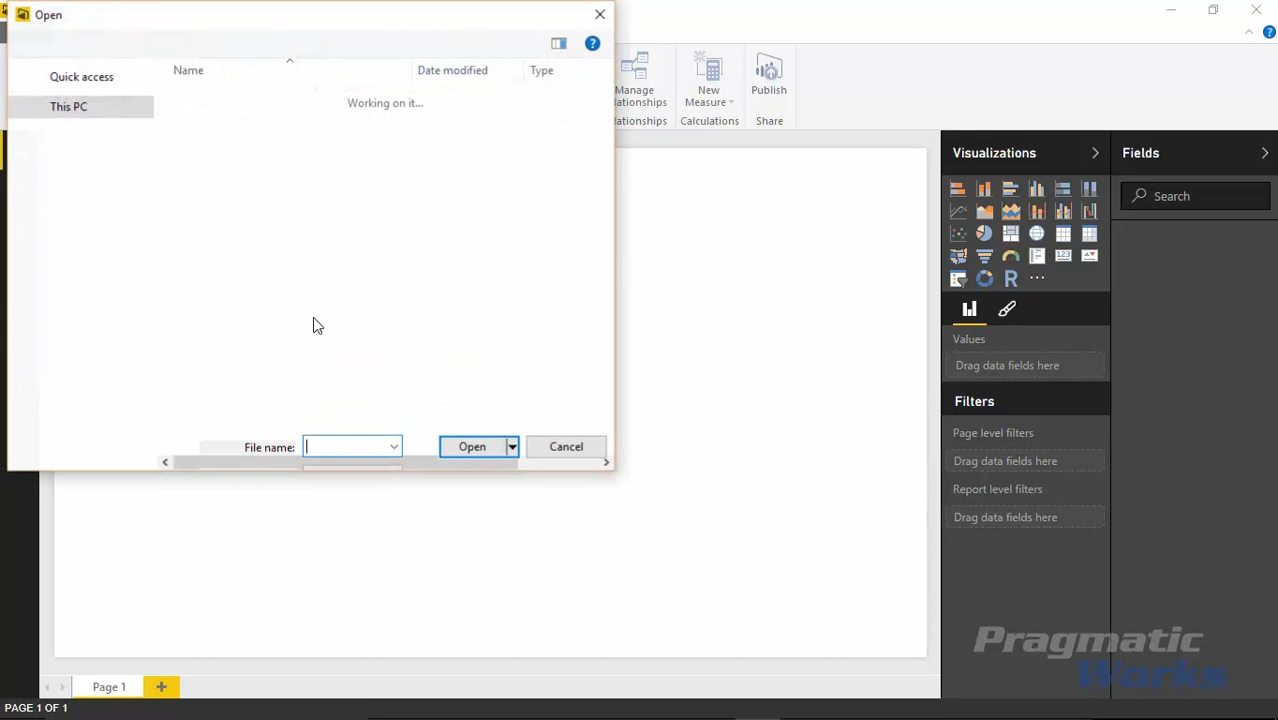 Open
Name
Date modified
Type
Quick access
This PC
Working on it...
File name:
Open
Cancel
Manage
lationships
lationships
New
Measure
Calculations
Publish
Share
Visualizations
Fields
Search
123
R
Values
Drag data fields here
Filters
Page level filters
Drag data fields here
Report level filters
Drag data fields here
Pragmatic
Works
Page 1
PAGE 1 OF 1